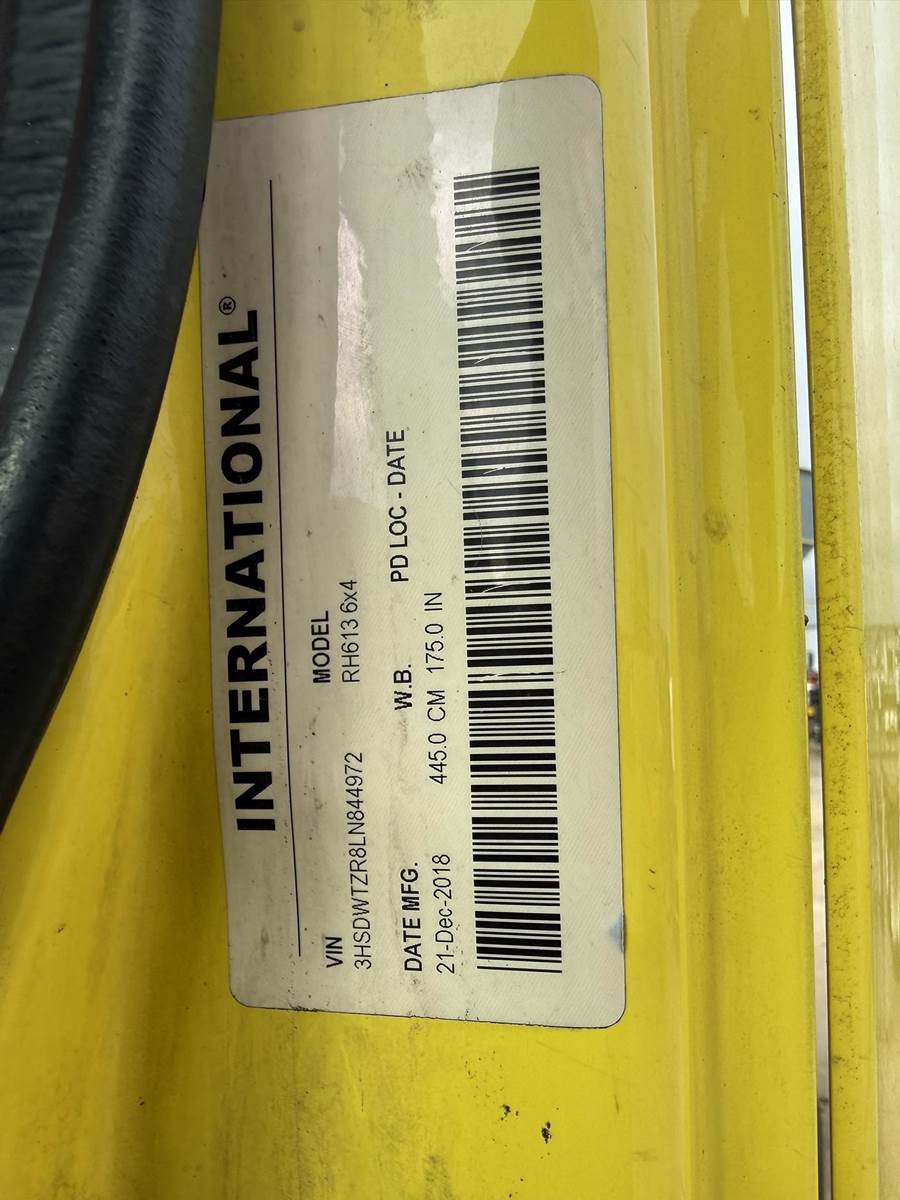 INTERNATIONAL®
VIN MODEL
3HSDWTZR8LN844972 RH613 6x4
DATE MFG. W.B. PD LOC - DATE
21-Dec-2018 445.0 CM 175.0 IN